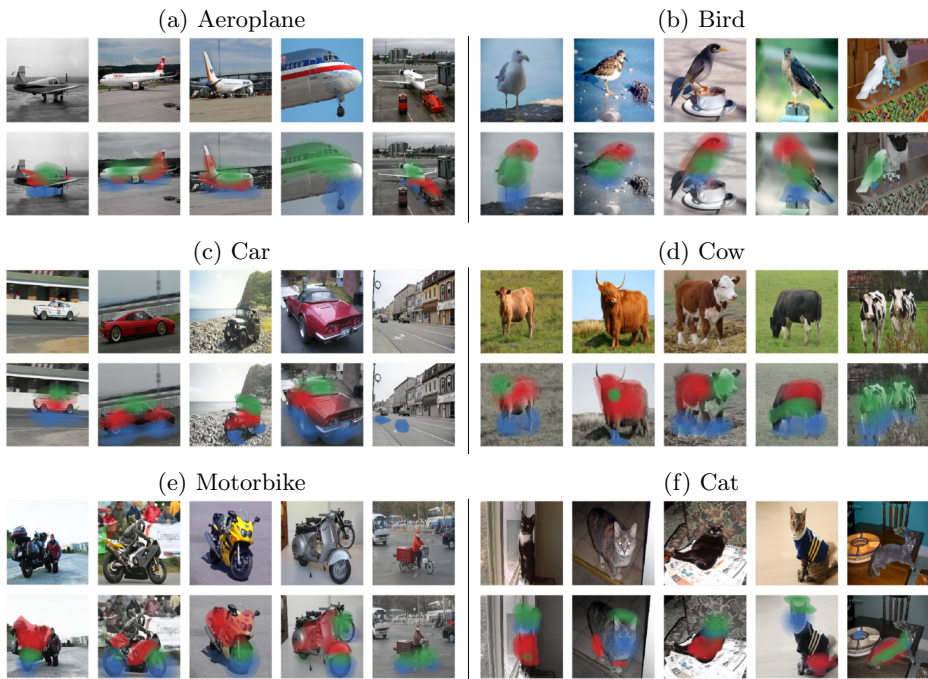 (a) Aeroplane
(b) Bird
(c) Car
(d) Cow
(e) Motorbike
(f) Cat